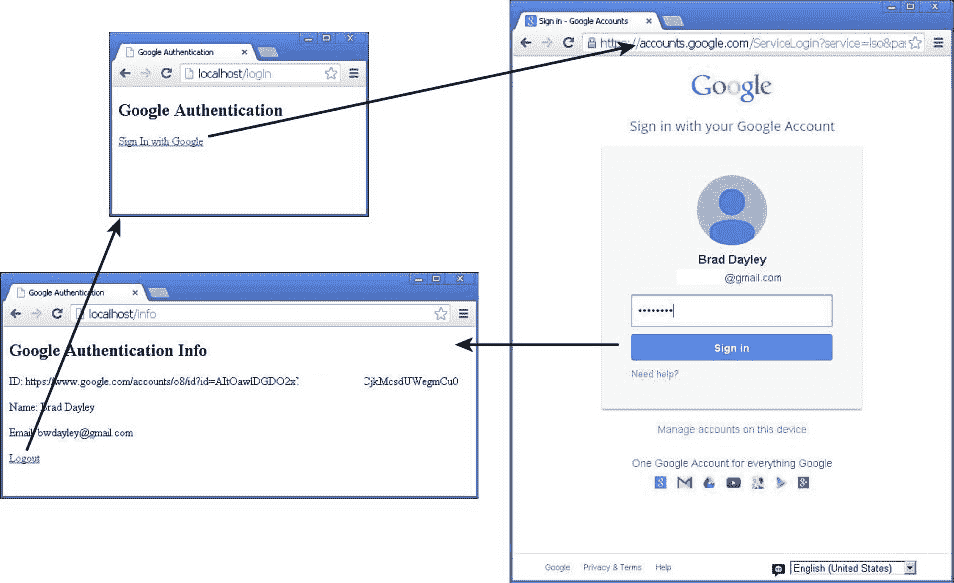 Google Authentication
localhost/login
Google Authentication
Sign In with Google
Sign in - Google Accounts
https://accounts.google.com/ServiceLogin?service=lso&pa
Google
Sign in with your Google Account
Brad Dayley
@gmail.com
Sign in
Need help?
Manage accounts on this device
One Google Account for everything Google
Google Privacy & Terms Help English (United States)
Google Authentication
localhost/info
Google Authentication Info
ID: https://www.google.com/accounts/o8/id?id=
Name: Brad Dayley
Email: bwdayley@gmail.com
Logout